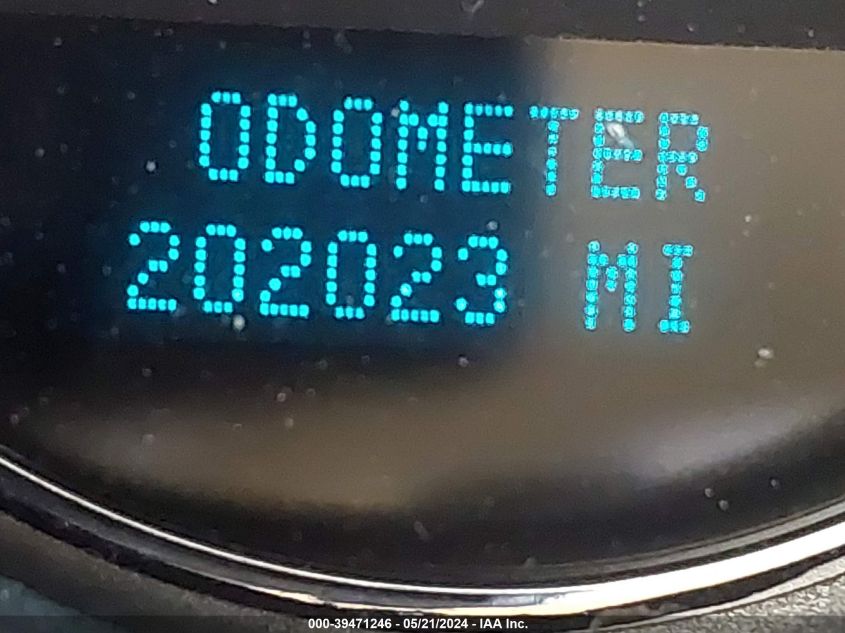 ODOMETER
202023 MI
000-39471246 - 05/21/2024 - IAA Inc.